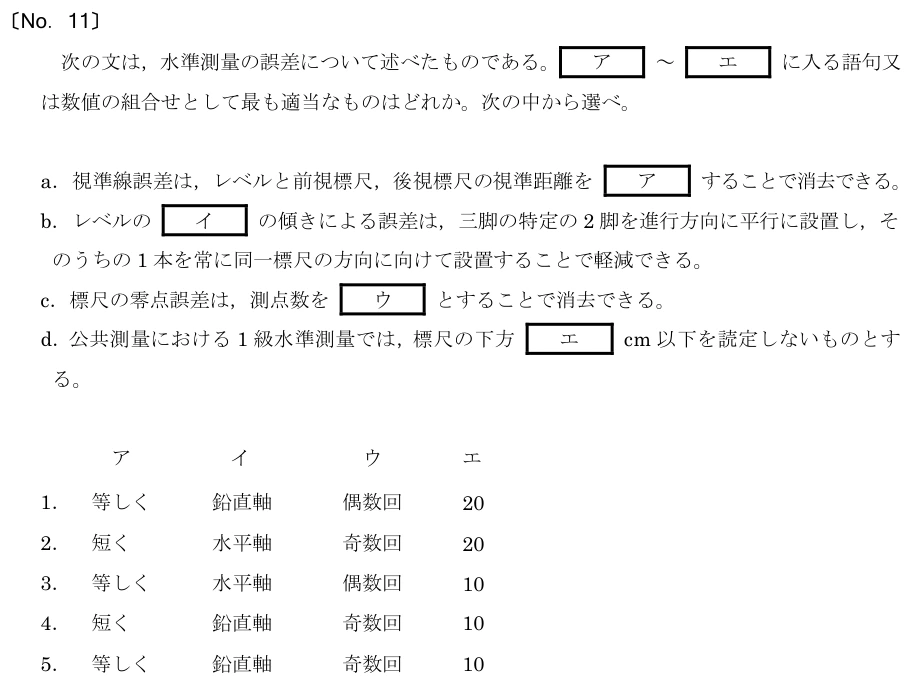 〔No. 11〕
次の文は，水準測量の誤差について述べたものである。 ア ～ エ に入る語句又
は数値の組合せとして最も適当なものはどれか。次の中から選べ。
a．視準線誤差は，レベルと前視標尺，後視標尺の視準距離を ア することで消去できる。
b．レベルの イ の傾きによる誤差は，三脚の特定の 2 脚を進行方向に平行に設置し，そ
のうちの 1 本を常に同一標尺の方向に向けて設置することで軽減できる。
c．標尺の零点誤差は，測点数を ウ とすることで消去できる。
d．公共測量における 1 級水準測量では，標尺の下方 エ cm 以下を読定しないものとす
る。
ア イ ウ エ
1． 等しく 鉛直軸 偶数回 20
2． 短く 水平軸 奇数回 20
3． 等しく 水平軸 偶数回 10
4． 短く 鉛直軸 奇数回 10
5． 等しく 鉛直軸 奇数回 10